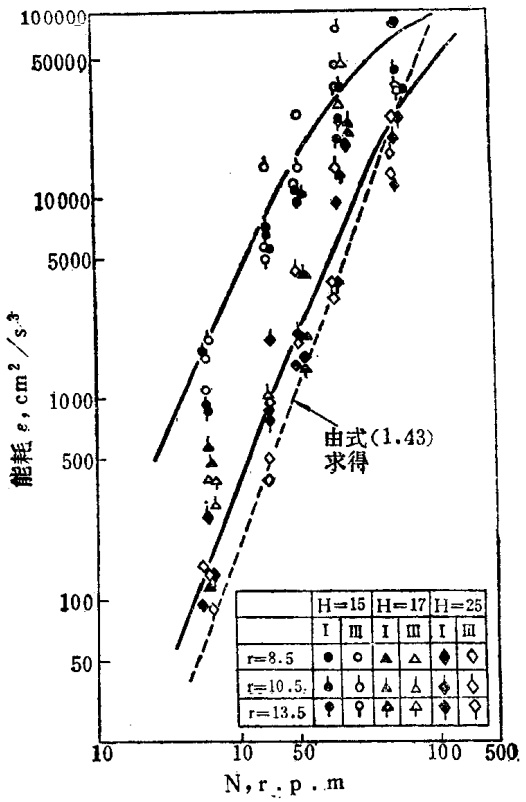 100000
50000
10000
5000
1000
500
100
50
能耗 e, cm²/s³
由式(1.43)
求得
H=15 H=17 H=25
I III I III I III
r=8.5
r=10.5
r=13.5
10 10 50 100 500
N, r.p.m